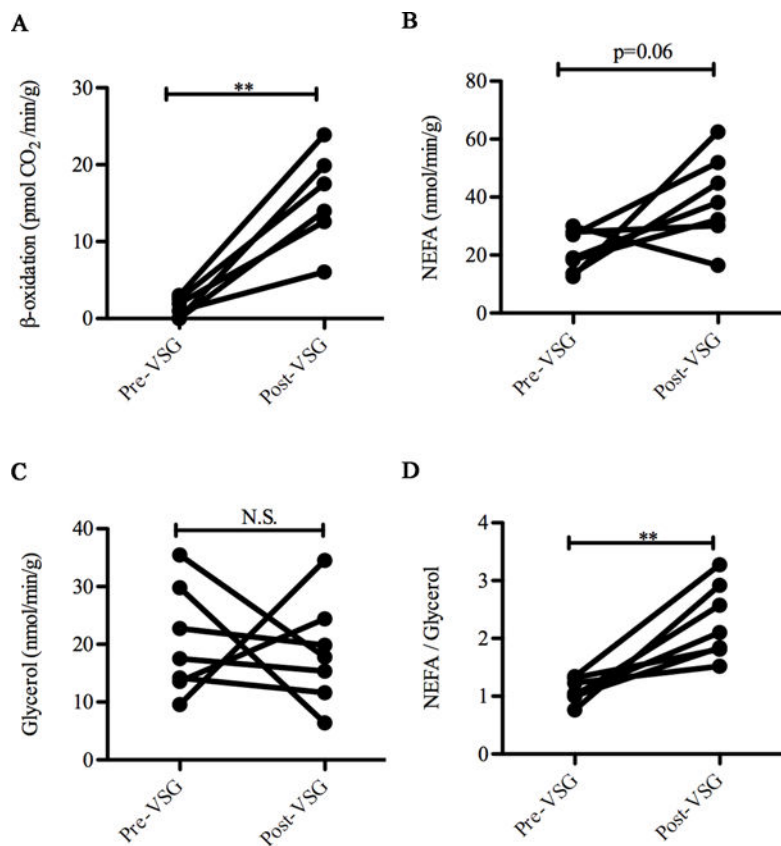 A
β-oxidation (pmol CO₂ /min/g)
30
20
10
0
**
Pre- VSG
Post-VSG
B
NEFA (nmol/min/g)
80
60
40
20
0
p=0.06
Pre- VSG
Post-VSG
C
Glycerol (nmol/min/g)
40
30
20
10
0
N.S.
Pre- VSG
Post-VSG
D
NEFA / Glycerol
4
3
2
1
0
**
Pre- VSG
Post-VSG